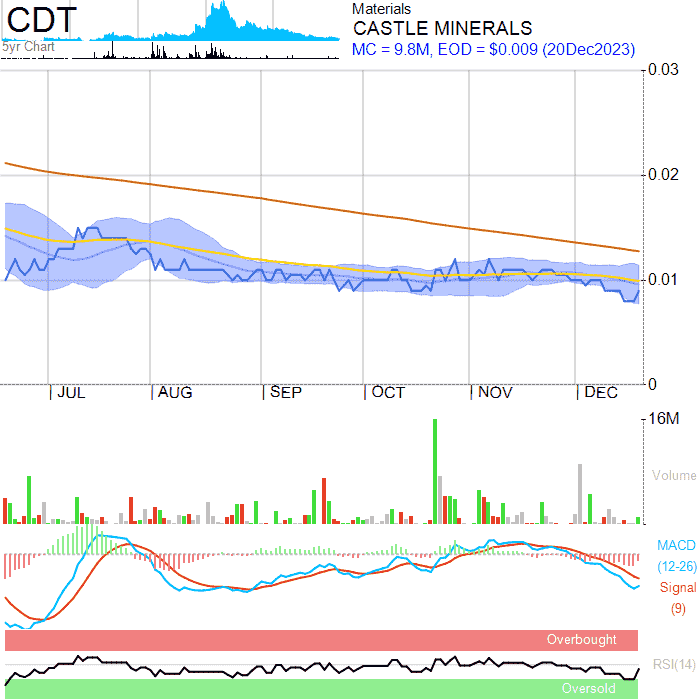 CDT
5yr Chart
Materials
CASTLE MINERALS
MC = 9.8M, EOD = $0.009 (20Dec2023)
0.03
0.02
0.01
0
JUL AUG SEP OCT NOV DEC
16M
Volume
MACD
(12-26)
Signal
(9)
Overbought
RSI(14)
Oversold